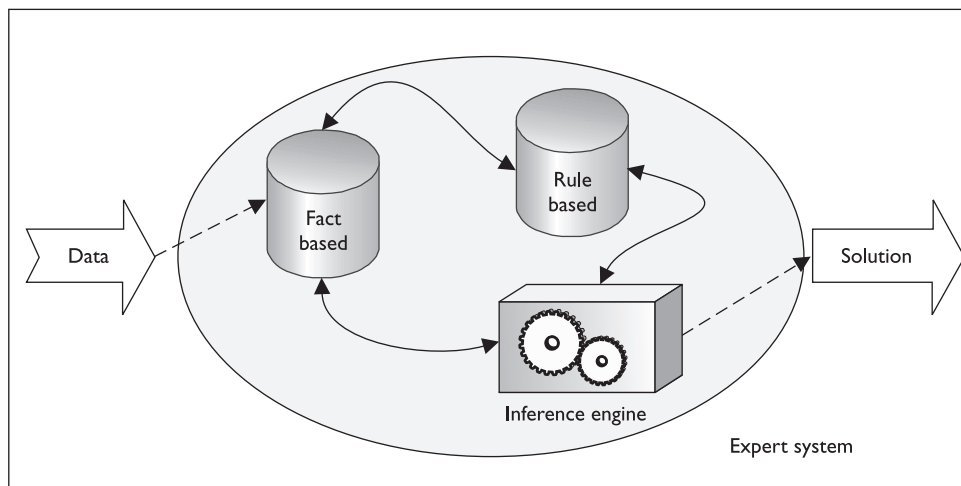 Data
Fact
based
Rule
based
Solution
Inference engine
Expert system